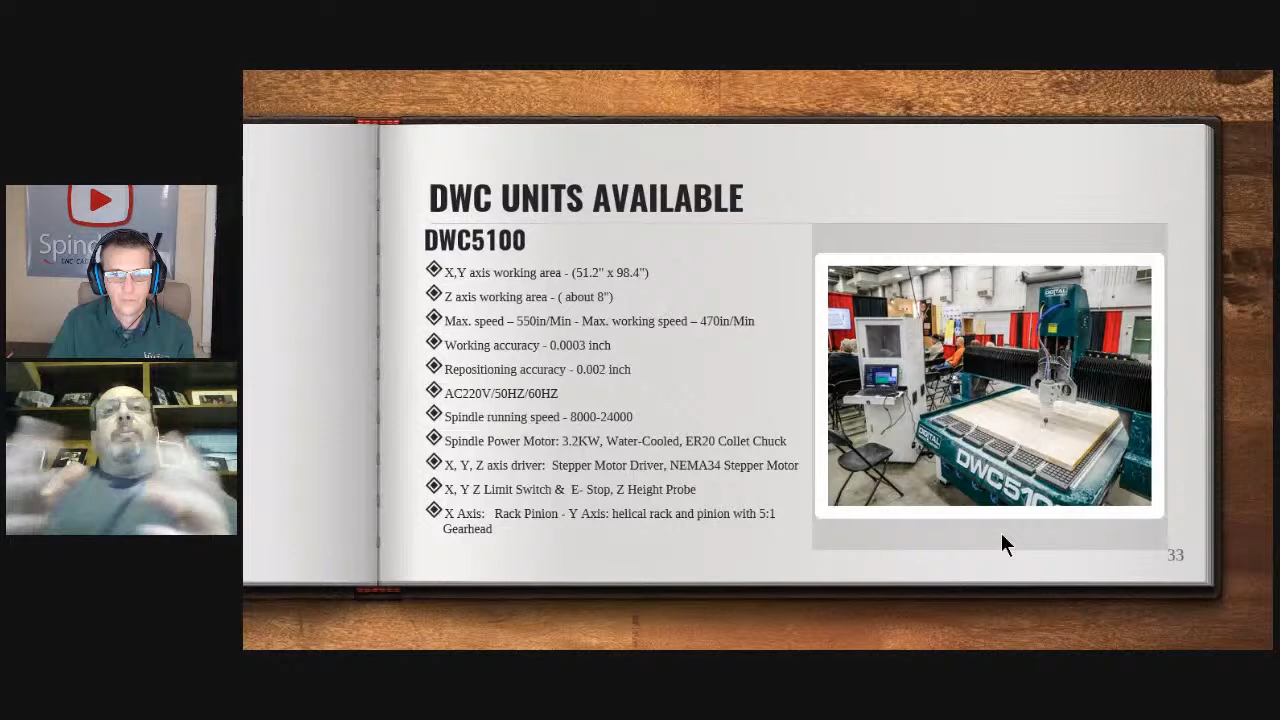 DWC UNITS AVAILABLE
DWC5100
X,Y axis working area - (51.2" x 98.4")
Z axis working area - ( about 8")
Max. speed – 550in/Min - Max. working speed – 470in/Min
Working accuracy - 0.0003 inch
Repositioning accuracy - 0.002 inch
AC220V/50HZ/60HZ
Spindle running speed - 8000-24000
Spindle Power Motor: 3.2KW, Water-Cooled, ER20 Collet Chuck
X, Y, Z axis driver: Stepper Motor Driver, NEMA34 Stepper Motor
X, Y Z Limit Switch & E- Stop, Z Height Probe
X Axis: Rack Pinion - Y Axis: helical rack and pinion with 5:1
Gearhead
33
DIGITAL
DWC510
Spind